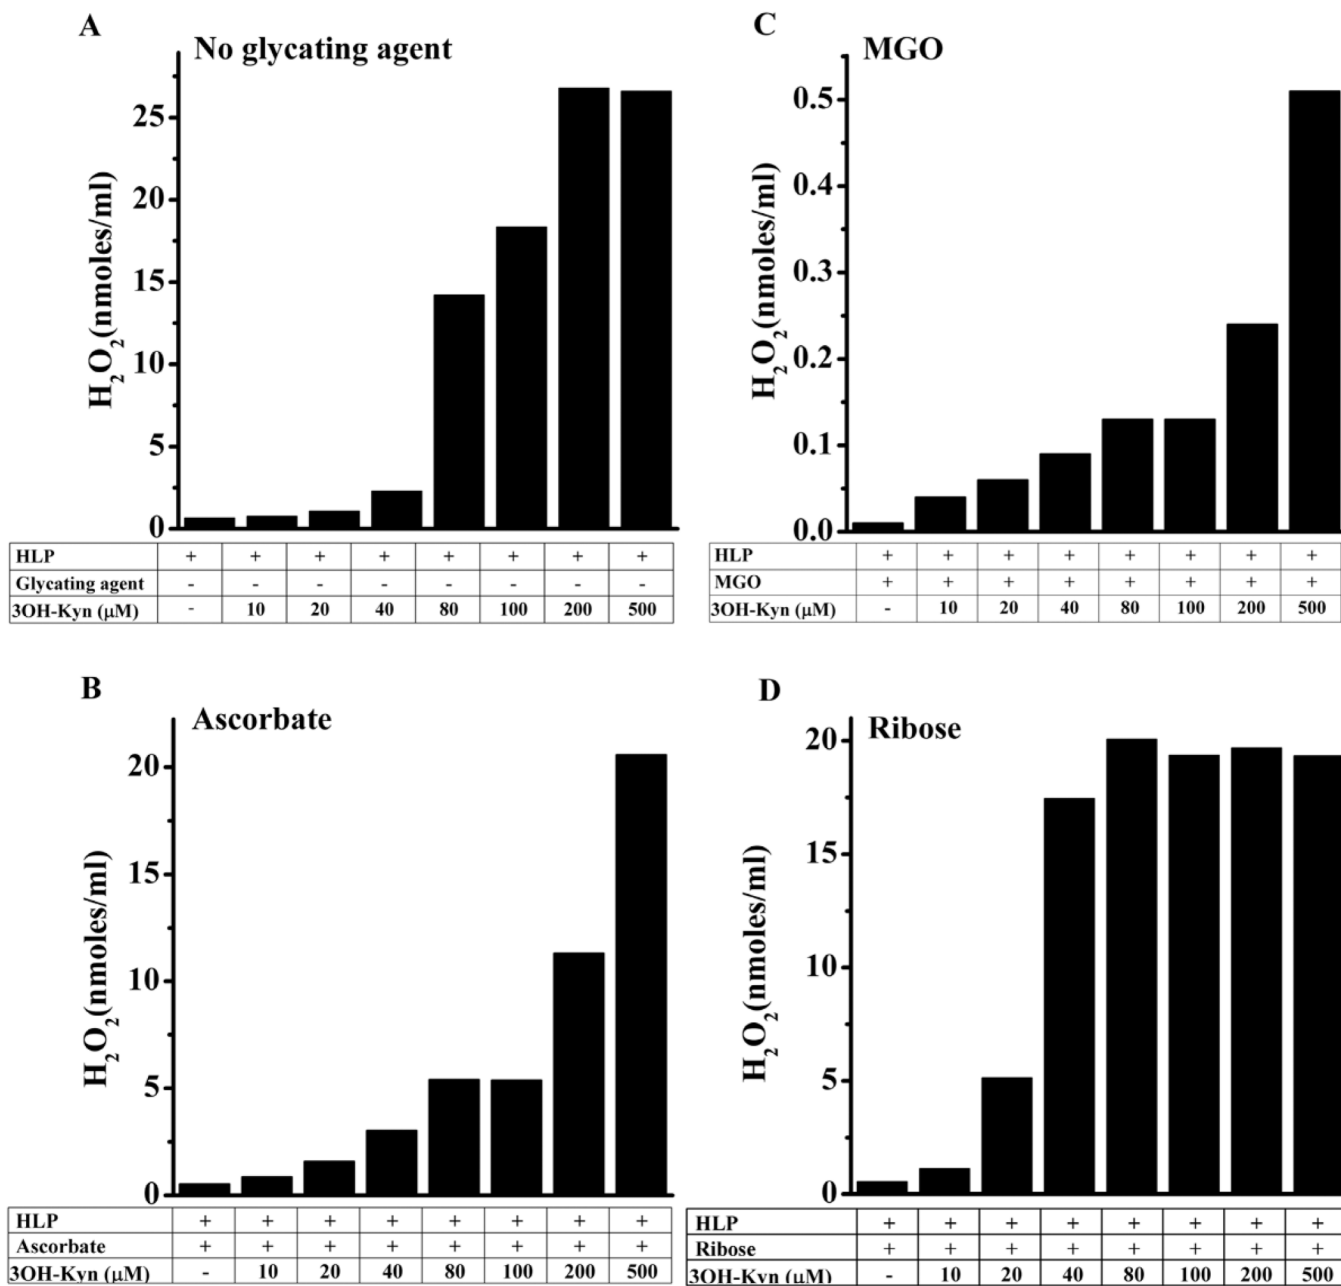 A
No glycating agent
H2O2(nmoles/ml)
25
20
15
10
5
0
HLP + + + + + + + +
Glycating agent - - - - - - - -
3OH-Kyn (μM) - 10 20 40 80 100 200 500
C
MGO
H2O2(nmoles/ml)
0.5
0.4
0.3
0.2
0.1
0.0
HLP + + + + + + + +
MGO + + + + + + + +
3OH-Kyn (μM) - 10 20 40 80 100 200 500
B
Ascorbate
H2O2(nmoles/ml)
20
15
10
5
0
HLP + + + + + + + +
Ascorbate + + + + + + + +
3OH-Kyn (μM) - 10 20 40 80 100 200 500
D
Ribose
H2O2(nmoles/ml)
20
15
10
5
0
HLP + + + + + + + +
Ribose + + + + + + + +
3OH-Kyn (μM) - 10 20 40 80 100 200 500